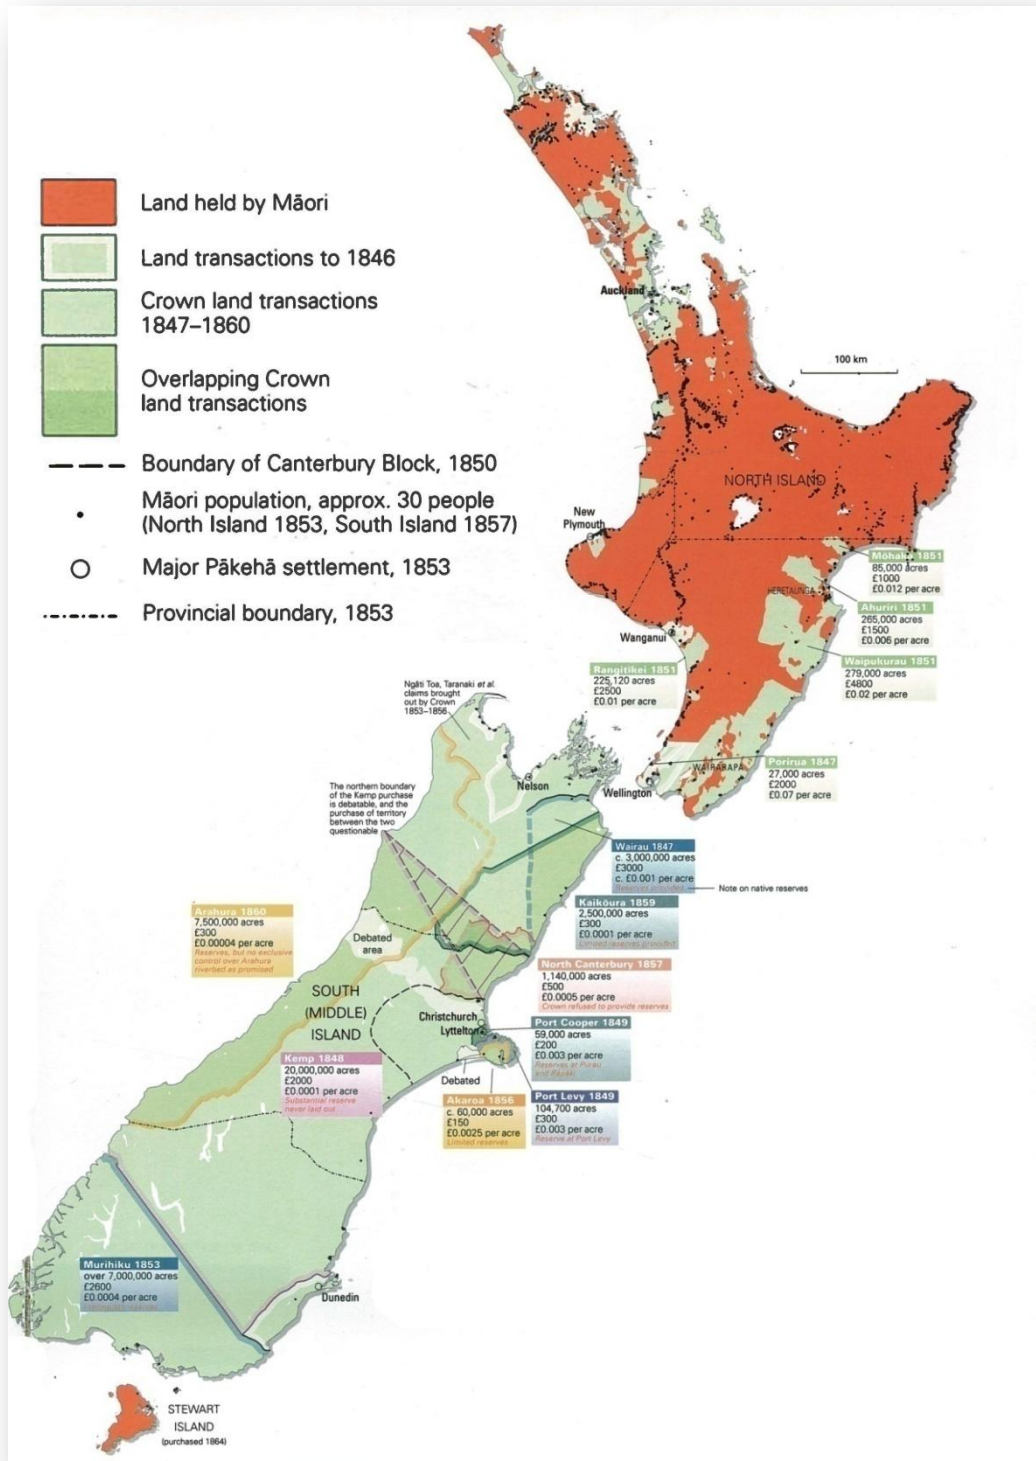 Land held by Māori
Land transactions to 1846
Crown land transactions
1847–1860
Overlapping Crown
land transactions
Boundary of Canterbury Block, 1850
Māori population, approx. 30 people
(North Island 1853, South Island 1857)
Major Pākehā settlement, 1853
Provincial boundary, 1853
Auckland
100 km
NORTH ISLAND
New
Plymouth
Mohaka 1851
85,000 acres
£1000
£0.012 per acre
HERETAUNGA
Ahuriri 1851
265,000 acres
£1500
£0.006 per acre
Wanganui
Waipukurau 1851
279,000 acres
£4800
£0.02 per acre
Rangitikei 1851
225,120 acres
£2500
£0.01 per acre
Ngāti Toa, Taranaki et al.
claims brought
out by Crown
1853–1856
WAIRARAPA
Porirua 1847
27,000 acres
£2000
£0.07 per acre
Nelson
Wellington
The northern boundary
of the Kemp purchase
is debatable, and the
purchase of territory
between the two
questionable
Wairau 1847
c. 3,000,000 acres
£3000
c. £0.001 per acre
Reserves provided
Note on native reserves
Kaikōura 1859
2,500,000 acres
£300
£0.0001 per acre
Limited reserves provided
Arahura 1860
7,500,000 acres
£300
£0.00004 per acre
Reserves, but no exclusive
control over Arahura
riverbed as promised
Debated
area
North Canterbury 1857
1,140,000 acres
£500
£0.0005 per acre
Crown refused to provide reserves
SOUTH
(MIDDLE)
ISLAND
Christchurch
Lyttelton
Port Cooper 1849
59,000 acres
£200
£0.003 per acre
Reserves at Purau
and Rapaki
Kemp 1848
20,000,000 acres
£2000
£0.0001 per acre
Substantial reserve
never laid out
Debated
Akaroa 1856
c. 60,000 acres
£150
£0.0025 per acre
Limited reserves
Port Levy 1849
104,700 acres
£300
£0.003 per acre
Reserve at Port Levy
Murihiku 1853
over 7,000,000 acres
£2600
£0.0004 per acre
reserves
Dunedin
STEWART
ISLAND
(purchased 1864)